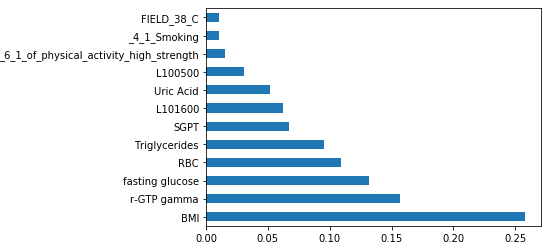 FIELD_38_C
_4_1_Smoking
_6_1_of_physical_activity_high_strength
L100500
Uric Acid
L101600
SGPT
Triglycerides
RBC
fasting glucose
r-GTP gamma
BMI
0.00 0.05 0.10 0.15 0.20 0.25